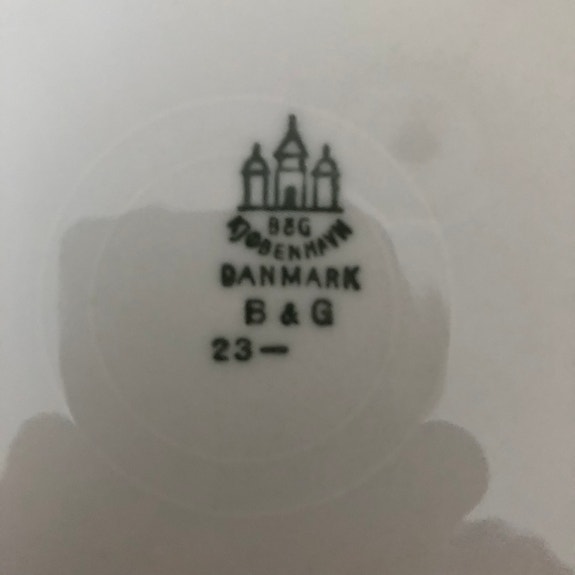 B&G
KJØBENHAVN
DANMARK
B & G
23—